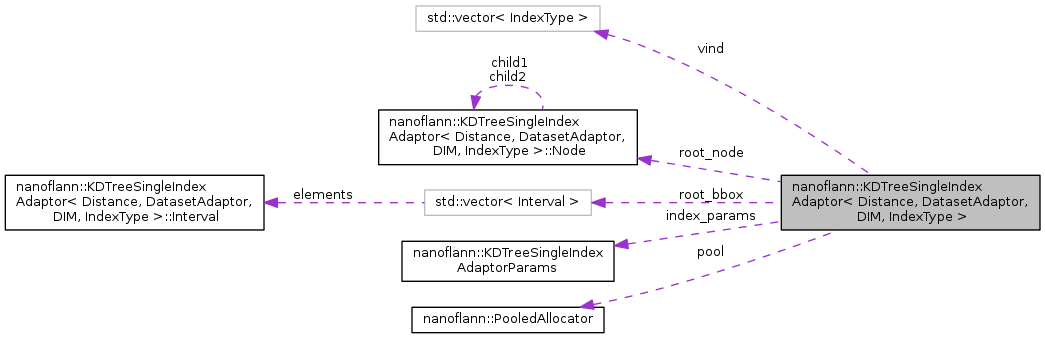 std::vector< IndexType >
vind
child1
child2
nanoflann::KDTreeSingleIndex
Adaptor< Distance, DatasetAdaptor,
DIM, IndexType >::Node
root_node
nanoflann::KDTreeSingleIndex
Adaptor< Distance, DatasetAdaptor,
DIM, IndexType >::Interval
elements
std::vector< Interval >
root_bbox
nanoflann::KDTreeSingleIndex
Adaptor< Distance, DatasetAdaptor,
DIM, IndexType >
index_params
nanoflann::KDTreeSingleIndex
AdaptorParams
pool
nanoflann::PooledAllocator